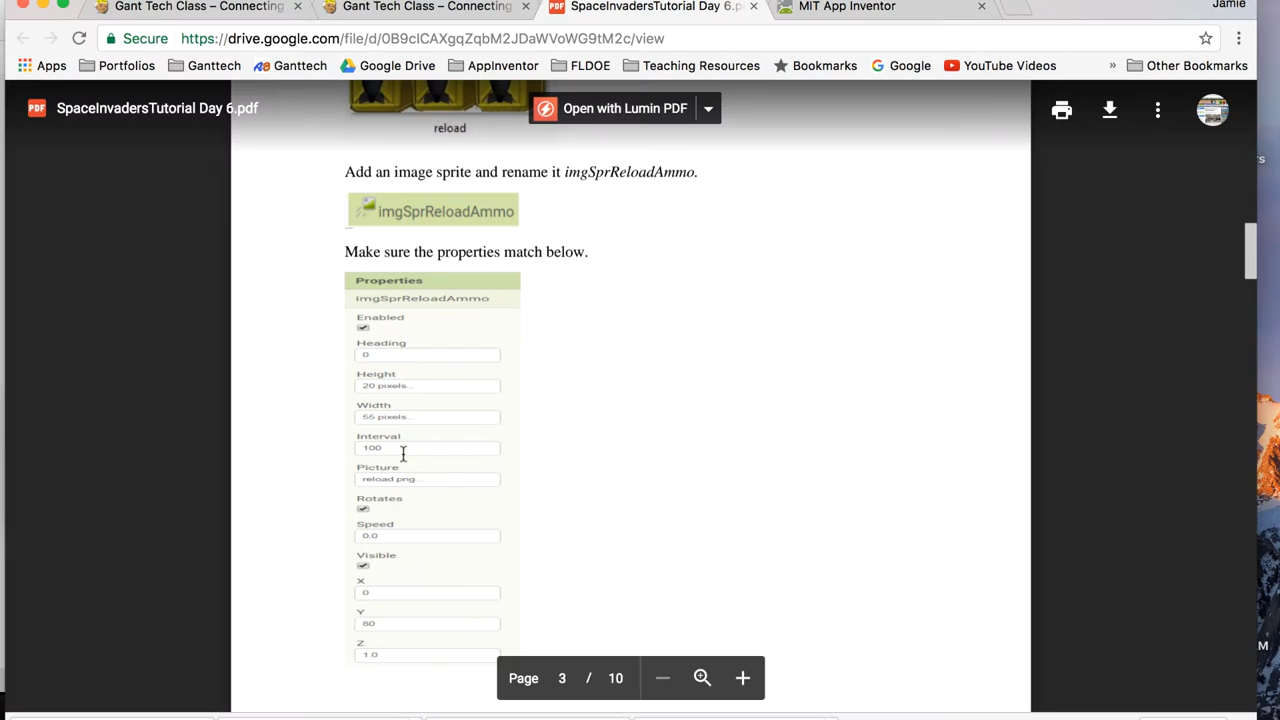 Gant Tech Class – Connecting ×
Gant Tech Class – Connecting ×
SpaceInvadersTutorial Day 6.p ×
MIT App Inventor ×
Jamie
Secure https://drive.google.com/file/d/0B9cICAXgqZqbM2JDaWVoWG9tM2c/view
Apps Portfolios Ganttech Ganttech Google Drive AppInventor FLDOE Teaching Resources Bookmarks Google YouTube Videos » Other Bookmarks
PDF SpaceInvadersTutorial Day 6.pdf
Open with Lumin PDF
reload
Add an image sprite and rename it imgSprReloadAmmo.
imgSprReloadAmmo
Make sure the properties match below.
Properties
imgSprReloadAmmo
Enabled
Heading
0
Height
20 pixels...
Width
55 pixels...
Interval
100
Picture
reload.png...
Rotates
Speed
0.0
Visible
X
0
Y
80
Z
1.0
Page 3 / 10